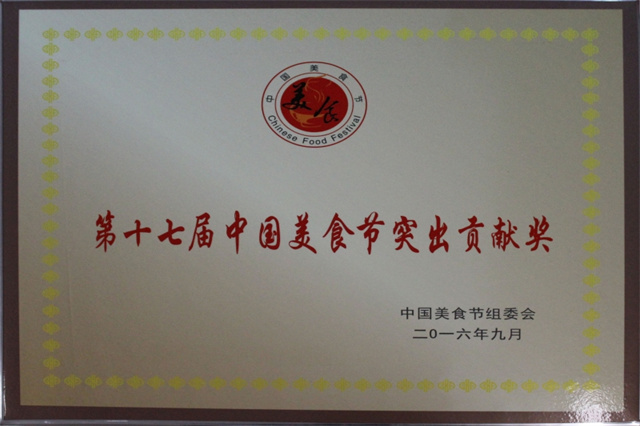 中国美食节
美食
Chinese Food Festival
第十七届中国美食节突出贡献奖
中国美食节组委会
二0一六年九月